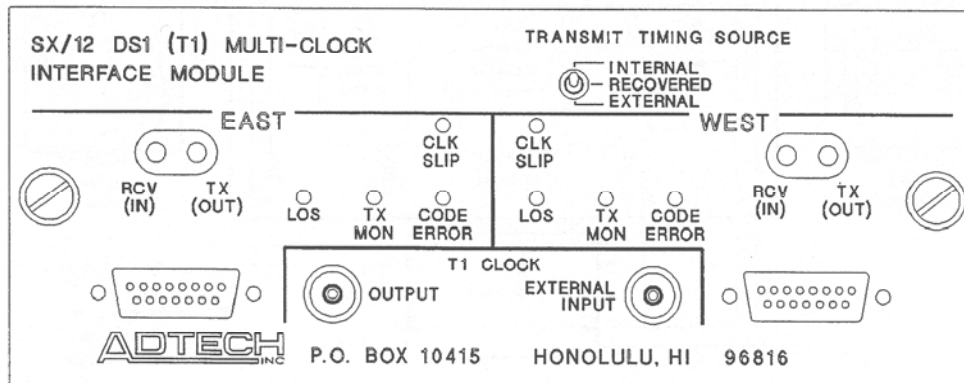 SX/12 DS1 (T1) MULTI-CLOCK
INTERFACE MODULE
TRANSMIT TIMING SOURCE
INTERNAL
RECOVERED
EXTERNAL
EAST
WEST
CLK
SLIP
CLK
SLIP
RCV
(IN)
TX
(OUT)
LOS
TX
MON
CODE
ERROR
LOS
TX
MON
CODE
ERROR
RCV
(IN)
TX
(OUT)
T1 CLOCK
OUTPUT
EXTERNAL
INPUT
ADTECH
INC
P.O. BOX 10415 HONOLULU, HI 96816